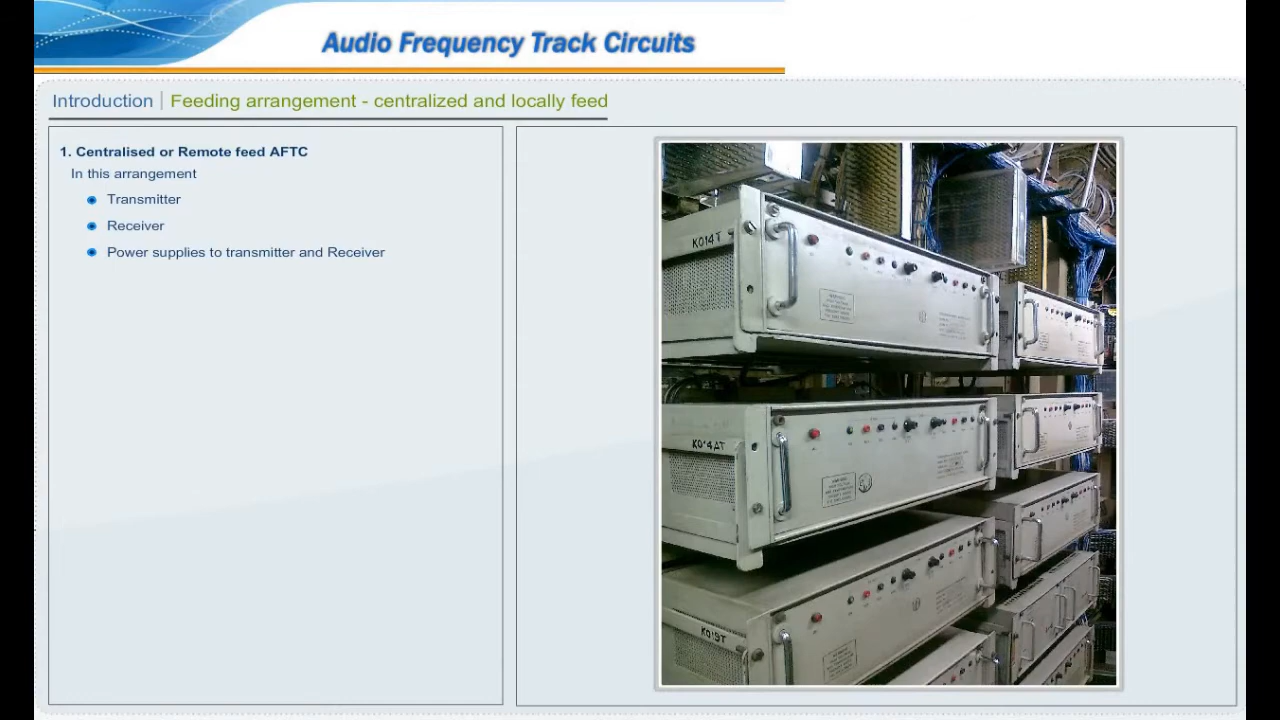 Audio Frequency Track Circuits
Introduction | Feeding arrangement - centralized and locally feed
1. Centralised or Remote feed AFTC
In this arrangement
Transmitter
Receiver
Power supplies to transmitter and Receiver
K014T
K014AT
K019T